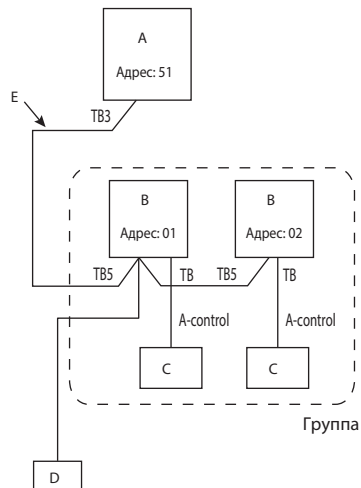 A
Адрес: 51
E
TB3
B
Адрес: 01
B
Адрес: 02
TB5
TB
TB5
TB
A-control
A-control
C
C
Группа
D